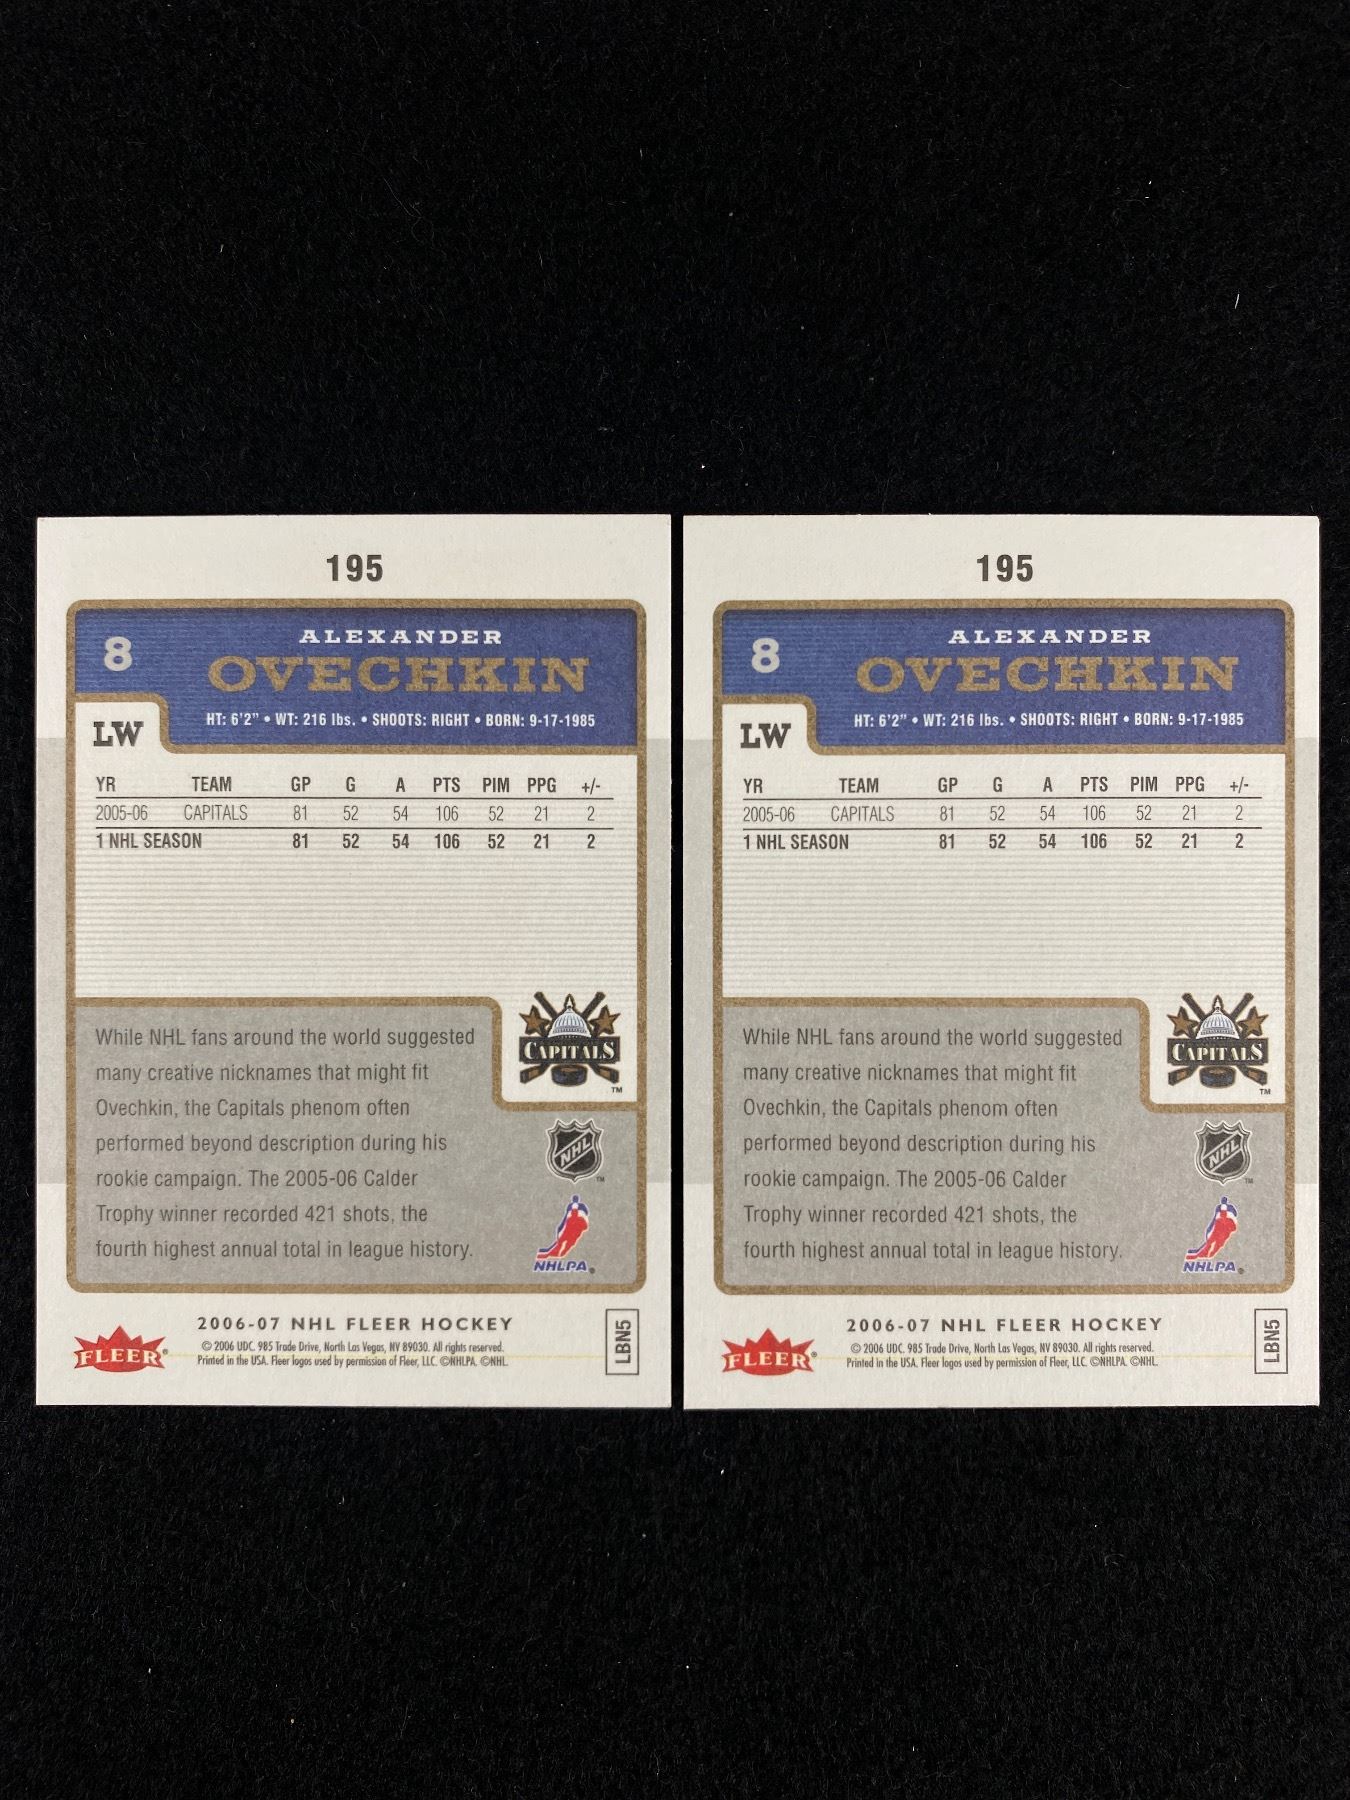 195
8
ALEXANDER
OVECHKIN
HT: 6'2" • WT: 216 lbs. • SHOOTS: RIGHT • BORN: 9-17-1985
LW
YR TEAM GP G A PTS PIM PPG +/-
2005-06 CAPITALS 81 52 54 106 52 21 2
1 NHL SEASON 81 52 54 106 52 21 2
While NHL fans around the world suggested
many creative nicknames that might fit
Ovechkin, the Capitals phenom often
performed beyond description during his
rookie campaign. The 2005-06 Calder
Trophy winner recorded 421 shots, the
fourth highest annual total in league history.
CAPITALS
TM
NHL
TM
NHLPA®
FLEER®
2006-07 NHL FLEER HOCKEY
© 2006 UDC. 985 Trade Drive, North Las Vegas, NV 89030. All rights reserved.
Printed in the USA. Fleer logos used by permission of Fleer, LLC. ©NHLPA. ©NHL.
LBN5
195
8
ALEXANDER
OVECHKIN
HT: 6'2" • WT: 216 lbs. • SHOOTS: RIGHT • BORN: 9-17-1985
LW
YR TEAM GP G A PTS PIM PPG +/-
2005-06 CAPITALS 81 52 54 106 52 21 2
1 NHL SEASON 81 52 54 106 52 21 2
While NHL fans around the world suggested
many creative nicknames that might fit
Ovechkin, the Capitals phenom often
performed beyond description during his
rookie campaign. The 2005-06 Calder
Trophy winner recorded 421 shots, the
fourth highest annual total in league history.
CAPITALS
TM
NHL
TM
NHLPA®
FLEER®
2006-07 NHL FLEER HOCKEY
© 2006 UDC. 985 Trade Drive, North Las Vegas, NV 89030. All rights reserved.
Printed in the USA. Fleer logos used by permission of Fleer, LLC. ©NHLPA. ©NHL.
LBN5